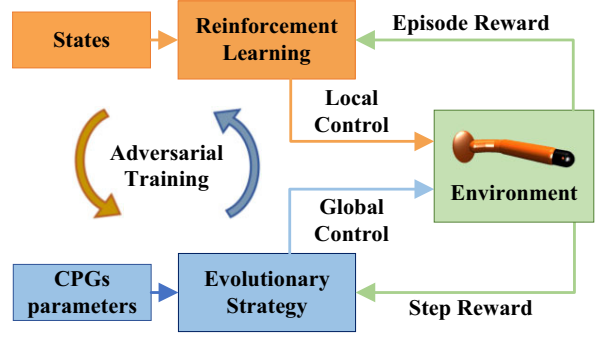 States
Reinforcement
Learning
Episode Reward
Local
Control
Adversarial
Training
Environment
Global
Control
CPGs
parameters
Evolutionary
Strategy
Step Reward